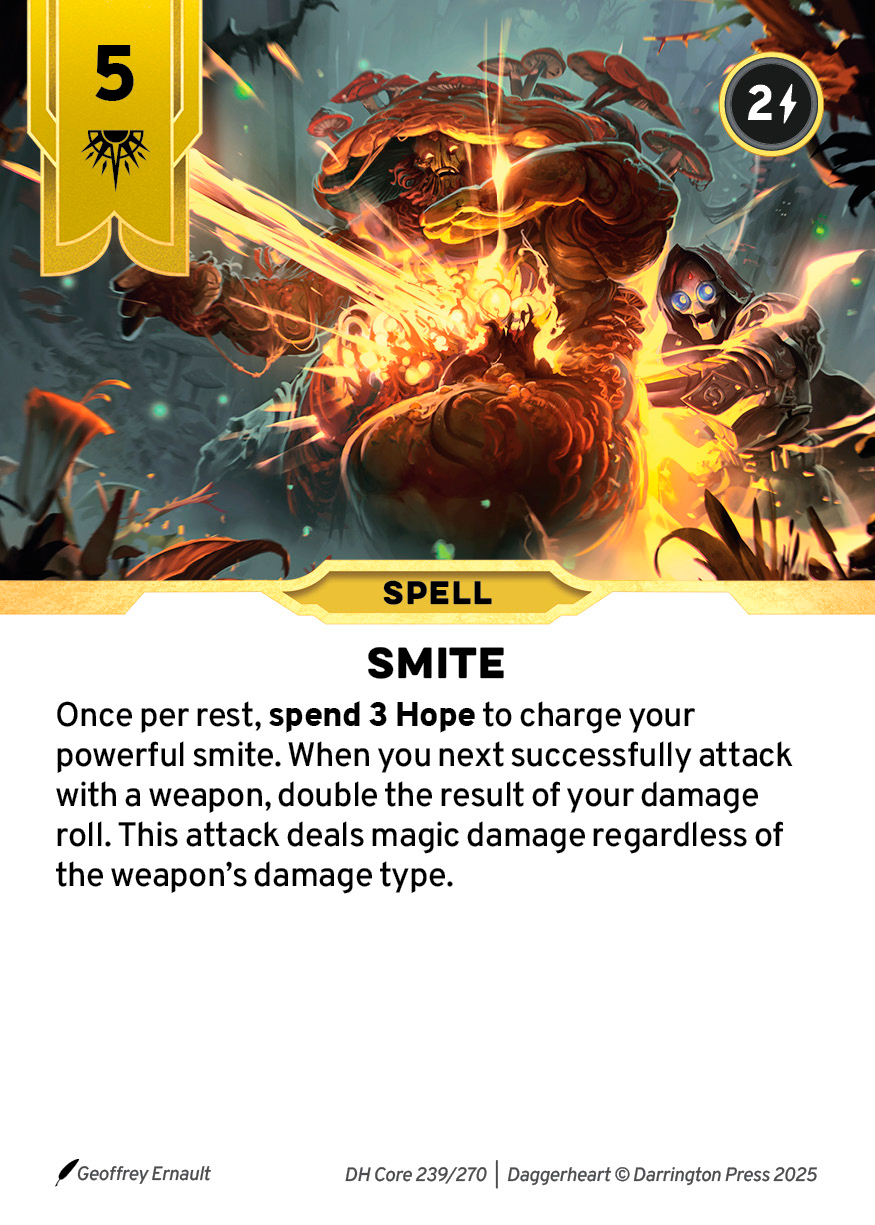 5
2
SPELL
SMITE
Once per rest, spend 3 Hope to charge your
powerful smite. When you next successfully attack
with a weapon, double the result of your damage
roll. This attack deals magic damage regardless of
the weapon’s damage type.
Geoffrey Ernault
DH Core 239/270 | Daggerheart © Darrington Press 2025